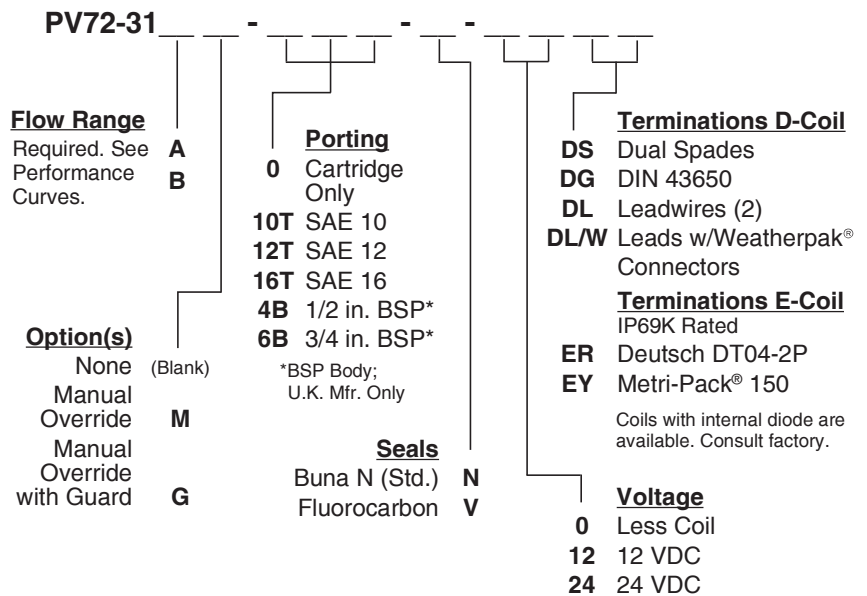 PV72-31__ __ - __ __ __ - __ - __ __ __ __
Flow Range
Required. See
Performance
Curves.
A
B
Option(s)
None (Blank)
Manual
Override M
Manual
Override
with Guard G
Porting
0 Cartridge
Only
10T SAE 10
12T SAE 12
16T SAE 16
4B 1/2 in. BSP*
6B 3/4 in. BSP*
*BSP Body;
U.K. Mfr. Only
Seals
Buna N (Std.) N
Fluorocarbon V
Terminations D-Coil
DS Dual Spades
DG DIN 43650
DL Leadwires (2)
DL/W Leads w/Weatherpak®
Connectors
Terminations E-Coil
IP69K Rated
ER Deutsch DT04-2P
EY Metri-Pack® 150
Coils with internal diode are
available. Consult factory.
Voltage
0 Less Coil
12 12 VDC
24 24 VDC